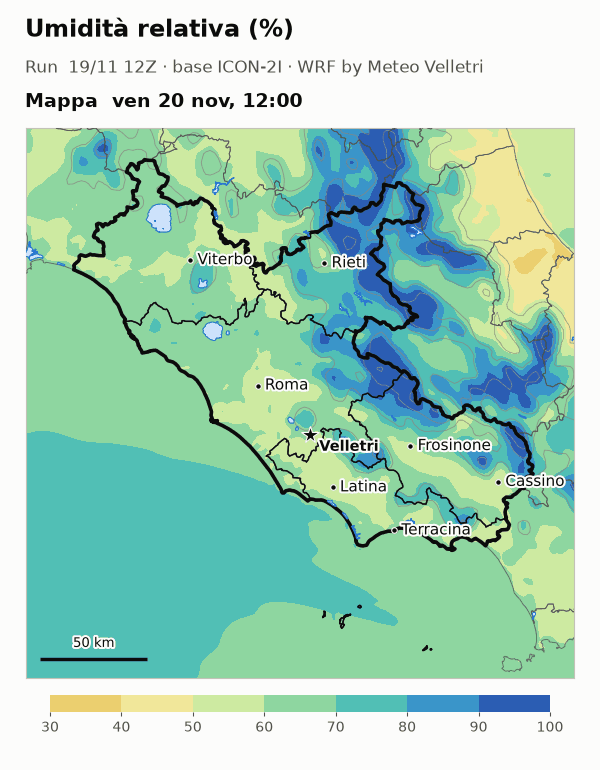 Umidità relativa (%)
Run  19/11 12Z · base ICON-2I · WRF by Meteo Velletri
Mappa  ven 20 nov, 12:00
Viterbo
Rieti
Roma
Velletri
Frosinone
Cassino
Latina
Terracina
50 km
30 40 50 60 70 80 90 100